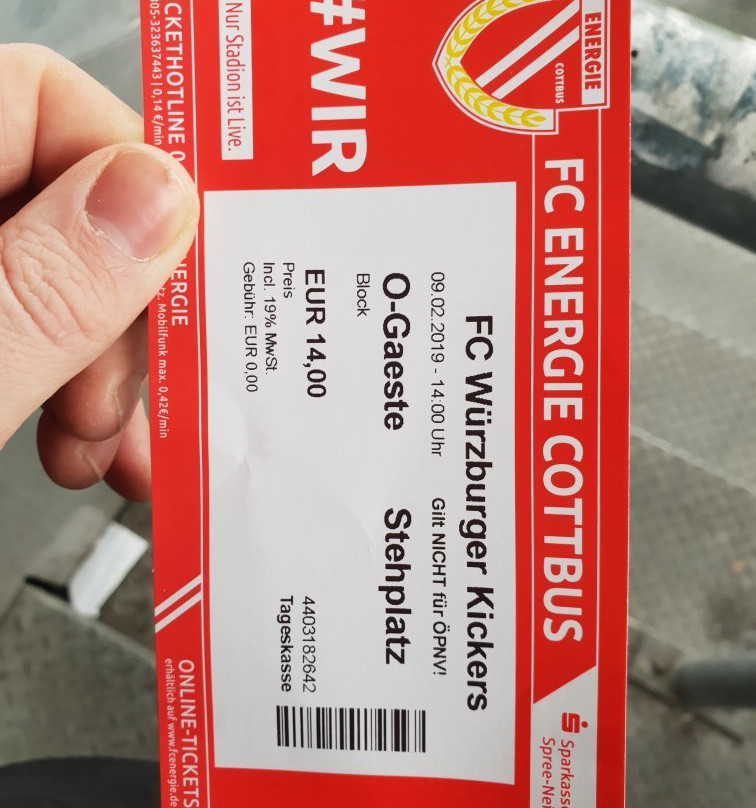 ENERGIE
COTTBUS
FC ENERGIE COTTBUS
Sparkasse
FC Würzburger Kickers
09.02.2019 - 14:00 Uhr Gilt NICHT für ÖPNV!
O-Gaeste Stehplatz
Block
EUR 14,00
Preis
Incl. 19% MwSt.
Gebühr: EUR 0,00
4403182642
Tageskasse
#WIR
Nur Stadion ist Live.
ONLINE-TICKETS
erhältlich auf www.fcenergie.de